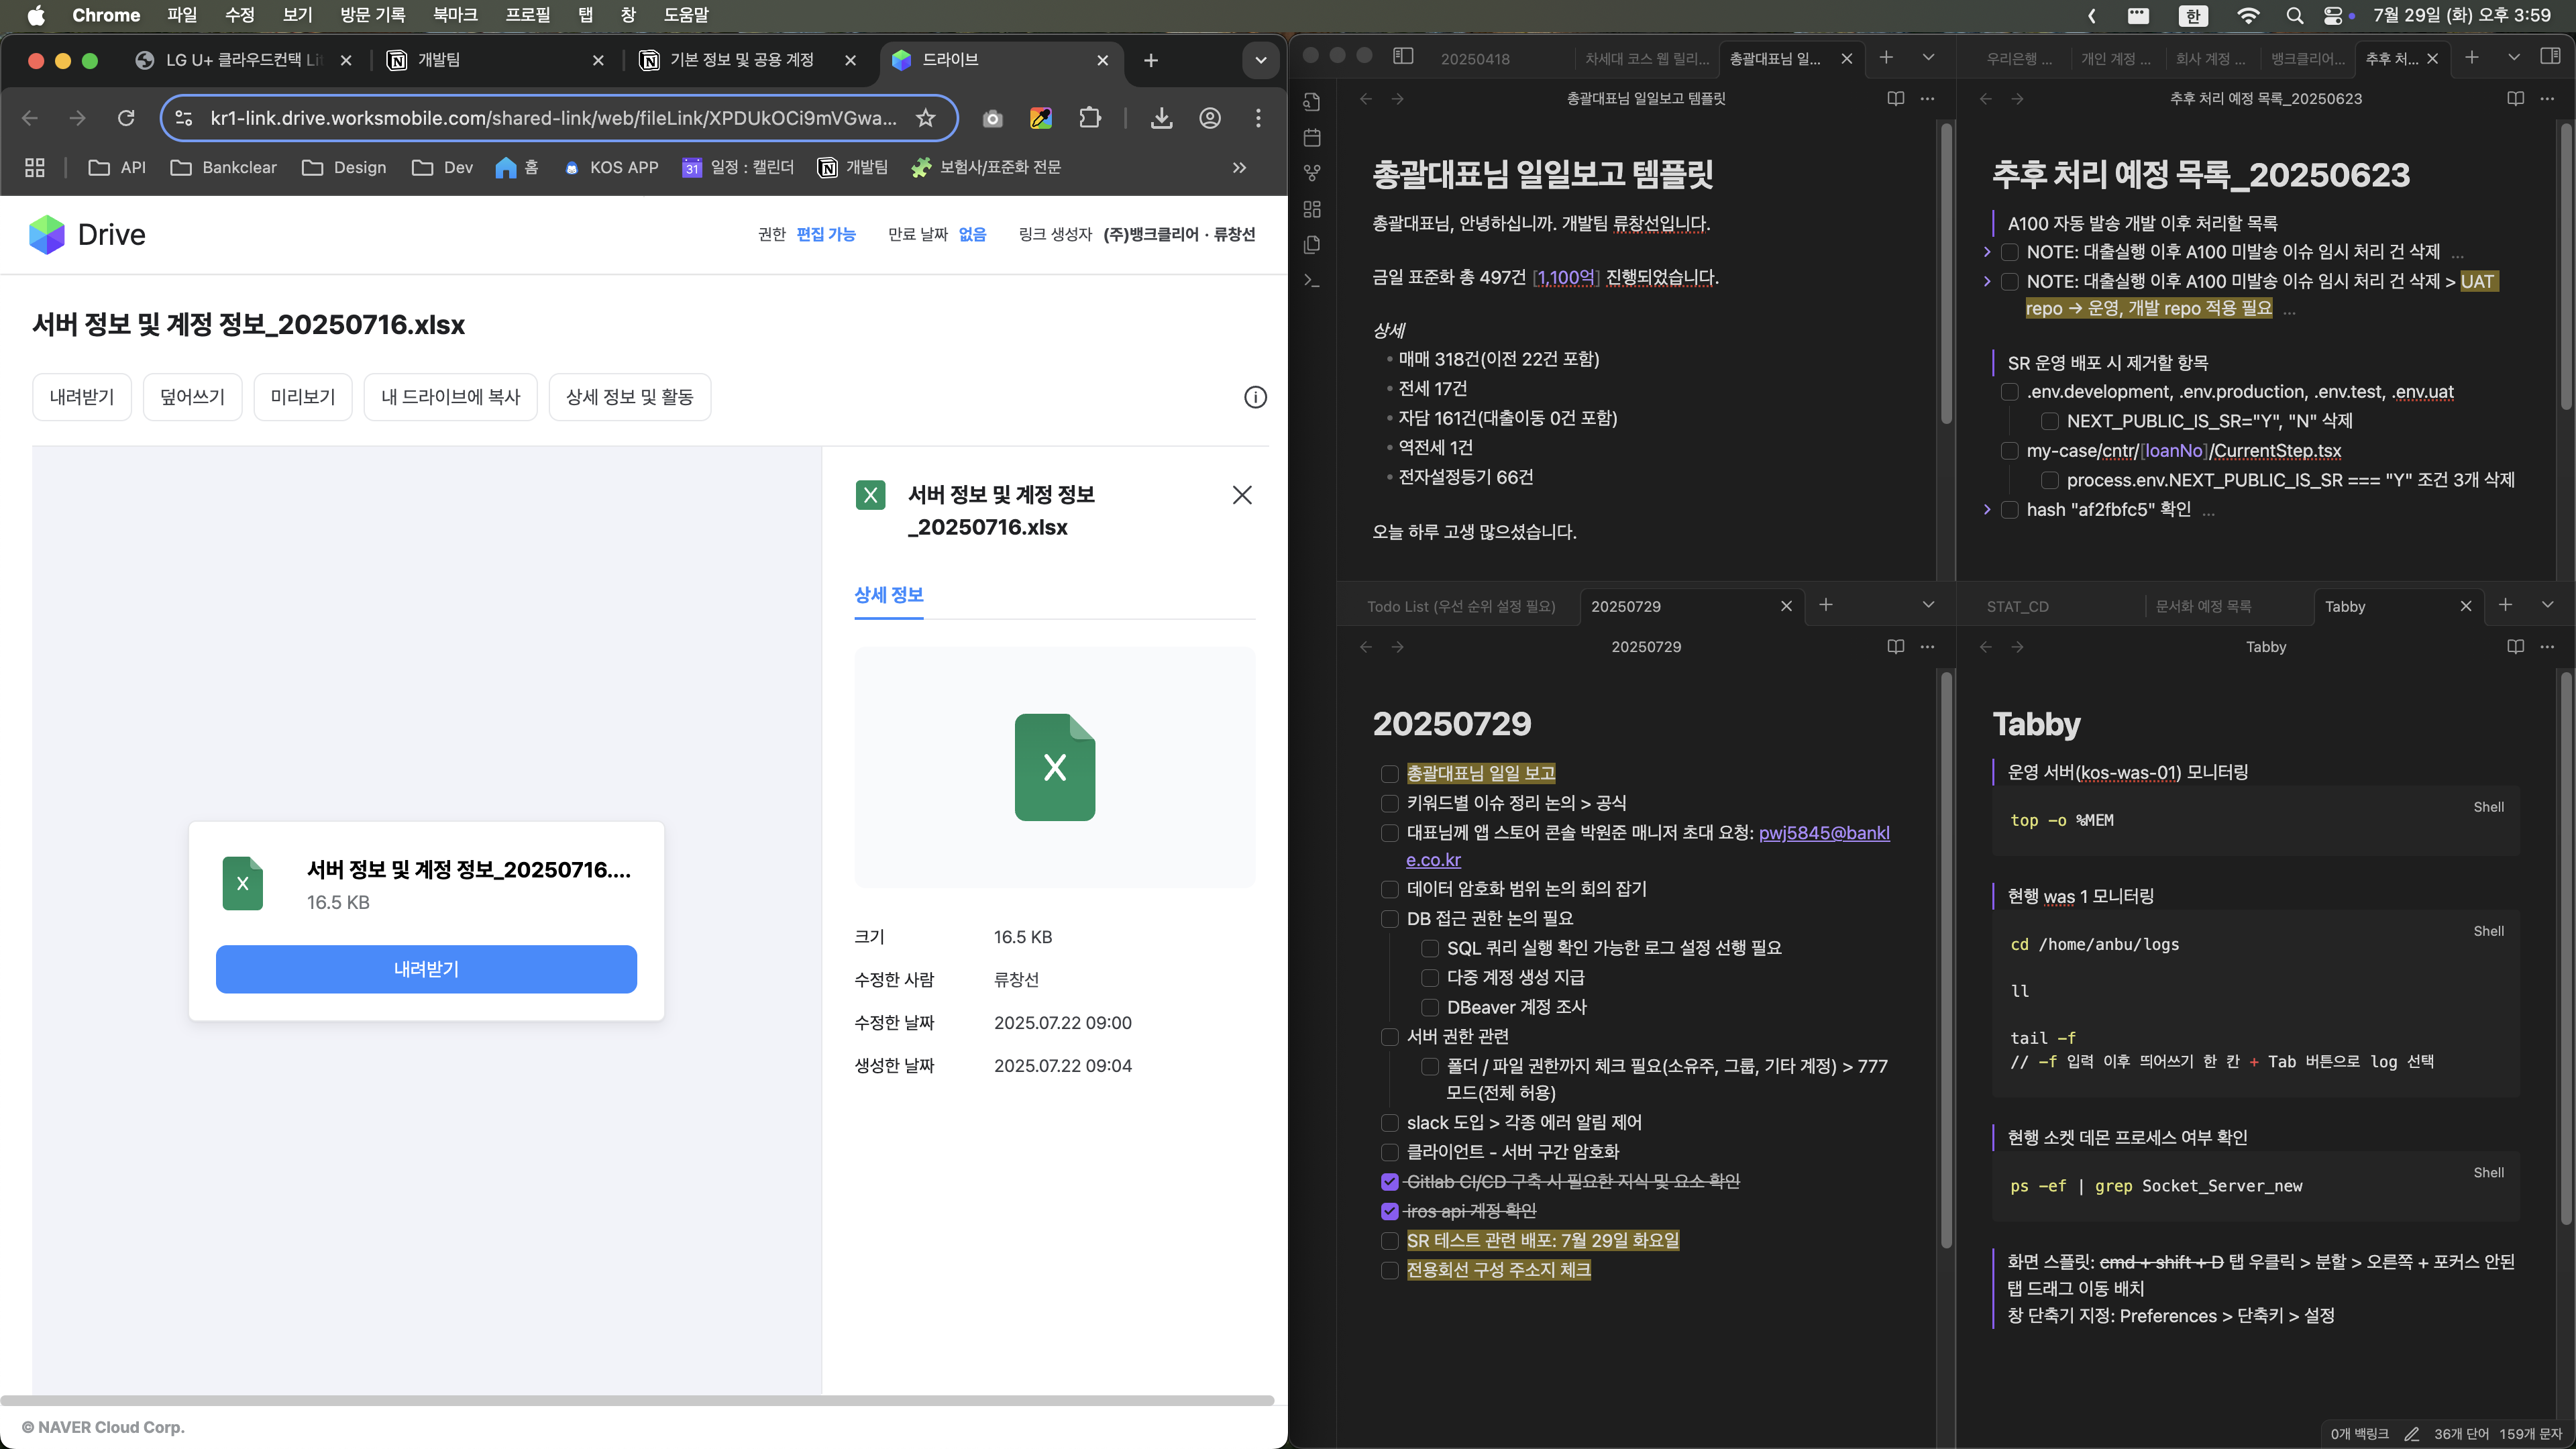 Chrome 파일 수정 보기 방문 기록 북마크 프로필 탭 창 도움말
한 7월 29일 (화) 오후 3:59
LG U+ 클라우드컨택 Li
개발팀
기본 정보 및 공용 계정
드라이브
kr1-link.drive.worksmobile.com/shared-link/web/fileLink/XPDUkOCi9mVGwa...
API Bankclear Design Dev 홈 KOS APP 31 일정 : 캘린더 개발팀 보험사/표준화 전문
Drive
권한 편집 가능 만료 날짜 없음 링크 생성자 (주)뱅크클리어 · 류창선
서버 정보 및 계정 정보_20250716.xlsx
내려받기 덮어쓰기 미리보기 내 드라이브에 복사 상세 정보 및 활동
X
서버 정보 및 계정 정보_20250716....
16.5 KB
내려받기
X
서버 정보 및 계정 정보
_20250716.xlsx
상세 정보
X
크기 16.5 KB
수정한 사람 류창선
수정한 날짜 2025.07.22 09:00
생성한 날짜 2025.07.22 09:04
© NAVER Cloud Corp.
20250418 차세대 코스 웹 릴리... 총괄대표님 일...
총괄대표님 일일보고 템플릿
총괄대표님 일일보고 템플릿
총괄대표님, 안녕하십니까. 개발팀 류창선입니다.
금일 표준화 총 497건 [1,100억] 진행되었습니다.
상세
• 매매 318건(이전 22건 포함)
• 전세 17건
• 자담 161건(대출이동 0건 포함)
• 역전세 1건
• 전자설정등기 66건
오늘 하루 고생 많으셨습니다.
우리은행 ... 개인 계정 ... 회사 계정 ... 뱅크클리어... 추후 처...
추후 처리 예정 목록_20250623
추후 처리 예정 목록_20250623
A100 자동 발송 개발 이후 처리할 목록
NOTE: 대출실행 이후 A100 미발송 이슈 임시 처리 건 삭제 ...
NOTE: 대출실행 이후 A100 미발송 이슈 임시 처리 건 삭제 > UAT
repo → 운영, 개발 repo 적용 필요 ...
SR 운영 배포 시 제거할 항목
.env.development, .env.production, .env.test, .env.uat
NEXT_PUBLIC_IS_SR="Y", "N" 삭제
my-case/cntr/[loanNo]/CurrentStep.tsx
process.env.NEXT_PUBLIC_IS_SR === "Y" 조건 3개 삭제
hash "af2fbfc5" 확인 ...
Todo List (우선 순위 설정 필요) 20250729
20250729
20250729
총괄대표님 일일 보고
키워드별 이슈 정리 논의 > 공식
대표님께 앱 스토어 콘솔 박원준 매니저 초대 요청: pwj5845@bankl
e.co.kr
데이터 암호화 범위 논의 회의 잡기
DB 접근 권한 논의 필요
SQL 쿼리 실행 확인 가능한 로그 설정 선행 필요
다중 계정 생성 지급
DBeaver 계정 조사
서버 권한 관련
폴더 / 파일 권한까지 체크 필요(소유주, 그룹, 기타 계정) > 777
모드(전체 허용)
slack 도입 > 각종 에러 알림 제어
클라이언트 - 서버 구간 암호화
Gitlab CI/CD 구축 시 필요한 지식 및 요소 확인
iros api 계정 확인
SR 테스트 관련 배포: 7월 29일 화요일
전용회선 구성 주소지 체크
STAT_CD 문서화 예정 목록 Tabby
Tabby
Tabby
운영 서버(kos-was-01) 모니터링
Shell
top -o %MEM
현행 was 1 모니터링
Shell
cd /home/anbu/logs
ll
tail -f
// -f 입력 이후 띄어쓰기 한 칸 + Tab 버튼으로 log 선택
현행 소켓 데몬 프로세스 여부 확인
Shell
ps -ef | grep Socket_Server_new
화면 스플릿: cmd + shift + D 탭 우클릭 > 분할 > 오른쪽 + 포커스 안된
탭 드래그 이동 배치
창 단축기 지정: Preferences > 단축키 > 설정
0개 백링크 36개 단어 159개 문자